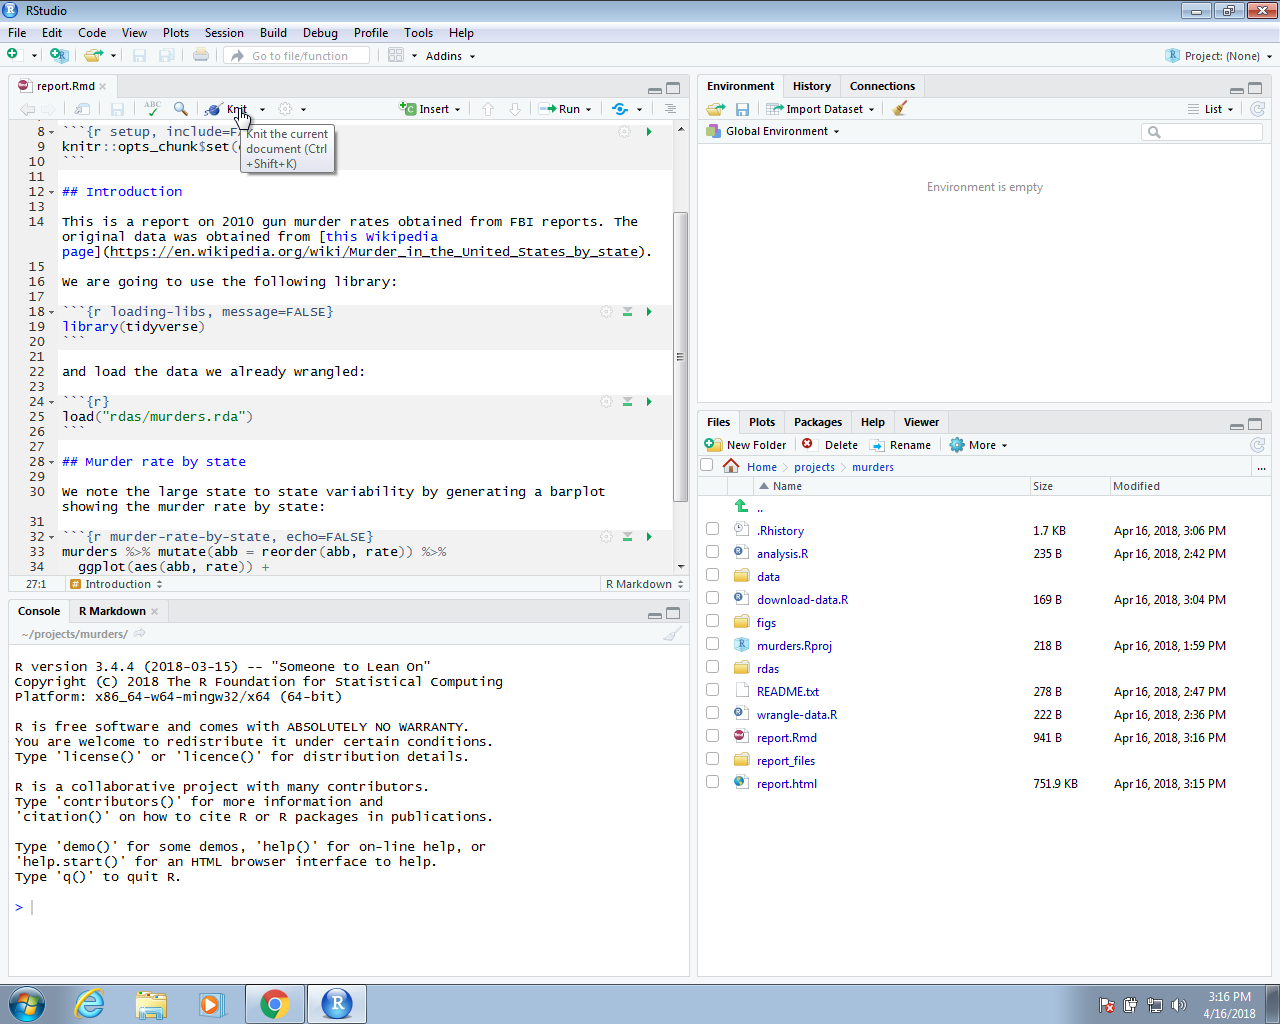 RStudio
File Edit Code View Plots Session Build Debug Profile Tools Help
Go to file/function Addins Project: (None)
report.Rmd
ABC Knit Insert Run
8 ```{r setup, include=FA
9 knitr::opts_chunk$set(
10 ```
Knit the current
document (Ctrl
+Shift+K)
11
12 ## Introduction
13
14 This is a report on 2010 gun murder rates obtained from FBI reports. The
original data was obtained from [this Wikipedia
page](https://en.wikipedia.org/wiki/Murder_in_the_United_States_by_state).
15
16 We are going to use the following library:
17
18 ```{r loading-libs, message=FALSE}
19 library(tidyverse)
20 ```
21
22 and load the data we already wrangled:
23
24 ```{r}
25 load("rdas/murders.rda")
26 ```
27
28 ## Murder rate by state
29
30 We note the large state to state variability by generating a barplot
showing the murder rate by state:
31
32 ```{r murder-rate-by-state, echo=FALSE}
33 murders %>% mutate(abb = reorder(abb, rate)) %>%
34 ggplot(aes(abb, rate)) +
27:1 # Introduction R Markdown
Console R Markdown
~/projects/murders/
R version 3.4.4 (2018-03-15) -- "Someone to Lean On"
Copyright (C) 2018 The R Foundation for Statistical Computing
Platform: x86_64-w64-mingw32/x64 (64-bit)
R is free software and comes with ABSOLUTELY NO WARRANTY.
You are welcome to redistribute it under certain conditions.
Type 'license()' or 'licence()' for distribution details.
R is a collaborative project with many contributors.
Type 'contributors()' for more information and
'citation()' on how to cite R or R packages in publications.
Type 'demo()' for some demos, 'help()' for on-line help, or
'help.start()' for an HTML browser interface to help.
Type 'q()' to quit R.
>
Environment History Connections
Import Dataset List
Global Environment
Environment is empty
Files Plots Packages Help Viewer
New Folder Delete Rename More
Home projects murders ...
Name Size Modified
..
.Rhistory 1.7 KB Apr 16, 2018, 3:06 PM
analysis.R 235 B Apr 16, 2018, 2:42 PM
data
download-data.R 169 B Apr 16, 2018, 3:04 PM
figs
murders.Rproj 218 B Apr 16, 2018, 1:59 PM
rdas
README.txt 278 B Apr 16, 2018, 2:47 PM
wrangle-data.R 222 B Apr 16, 2018, 2:36 PM
report.Rmd 941 B Apr 16, 2018, 3:16 PM
report_files
report.html 751.9 KB Apr 16, 2018, 3:15 PM
3:16 PM
4/16/2018